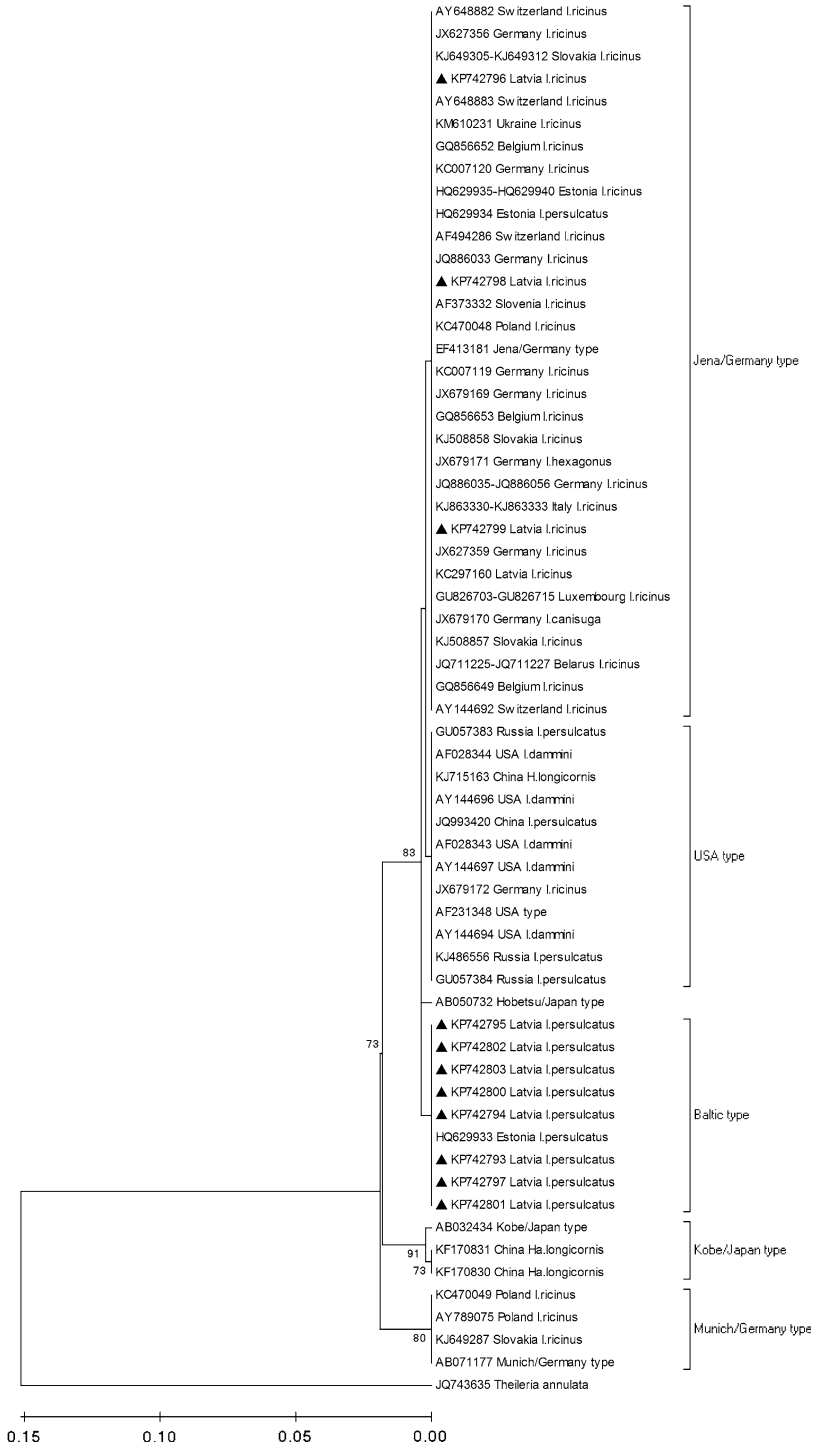 AY648882 Switzerland I.ricinus
JX627356 Germany I.ricinus
KJ649305-KJ649312 Slovakia I.ricinus
▲ KP742796 Latvia I.ricinus
AY648883 Switzerland I.ricinus
KM610231 Ukraine I.ricinus
GQ856652 Belgium I.ricinus
KC007120 Germany I.ricinus
HQ629935-HQ629940 Estonia I.ricinus
HQ629934 Estonia I.persulcatus
AF494286 Switzerland I.ricinus
JQ886033 Germany I.ricinus
▲ KP742798 Latvia I.ricinus
AF373332 Slovenia I.ricinus
KC470048 Poland I.ricinus
EF413181 Jena/Germany type
Jena/Germany type
KC007119 Germany I.ricinus
JX679169 Germany I.ricinus
GQ856653 Belgium I.ricinus
KJ508858 Slovakia I.ricinus
JX679171 Germany I.hexagonus
JQ886035-JQ886056 Germany I.ricinus
KJ863330-KJ863333 Italy I.ricinus
▲ KP742799 Latvia I.ricinus
JX627359 Germany I.ricinus
KC297160 Latvia I.ricinus
GU826703-GU826715 Luxembourg I.ricinus
JX679170 Germany I.canisuga
KJ508857 Slovakia I.ricinus
JQ711225-JQ711227 Belarus I.ricinus
GQ856649 Belgium I.ricinus
AY144692 Switzerland I.ricinus
GU057383 Russia I.persulcatus
AF028344 USA I.dammini
KJ715163 China H.longicornis
AY144696 USA I.dammini
JQ993420 China I.persulcatus
AF028343 USA I.dammini
83
USA type
AY144697 USA I.dammini
JX679172 Germany I.ricinus
AF231348 USA type
AY144694 USA I.dammini
KJ486556 Russia I.persulcatus
GU057384 Russia I.persulcatus
AB050732 Hobetsu/Japan type
▲ KP742795 Latvia I.persulcatus
73
▲ KP742802 Latvia I.persulcatus
▲ KP742803 Latvia I.persulcatus
▲ KP742800 Latvia I.persulcatus
▲ KP742794 Latvia I.persulcatus
Baltic type
HQ629933 Estonia I.persulcatus
▲ KP742793 Latvia I.persulcatus
▲ KP742797 Latvia I.persulcatus
▲ KP742801 Latvia I.persulcatus
AB032434 Kobe/Japan type
91
KF170831 China Ha.longicornis
Kobe/Japan type
73
KF170830 China Ha.longicornis
KC470049 Poland I.ricinus
AY789075 Poland I.ricinus
Munich/Germany type
80
KJ649287 Slovakia I.ricinus
AB071177 Munich/Germany type
JQ743635 Theileria annulata
0.15 0.10 0.05 0.00